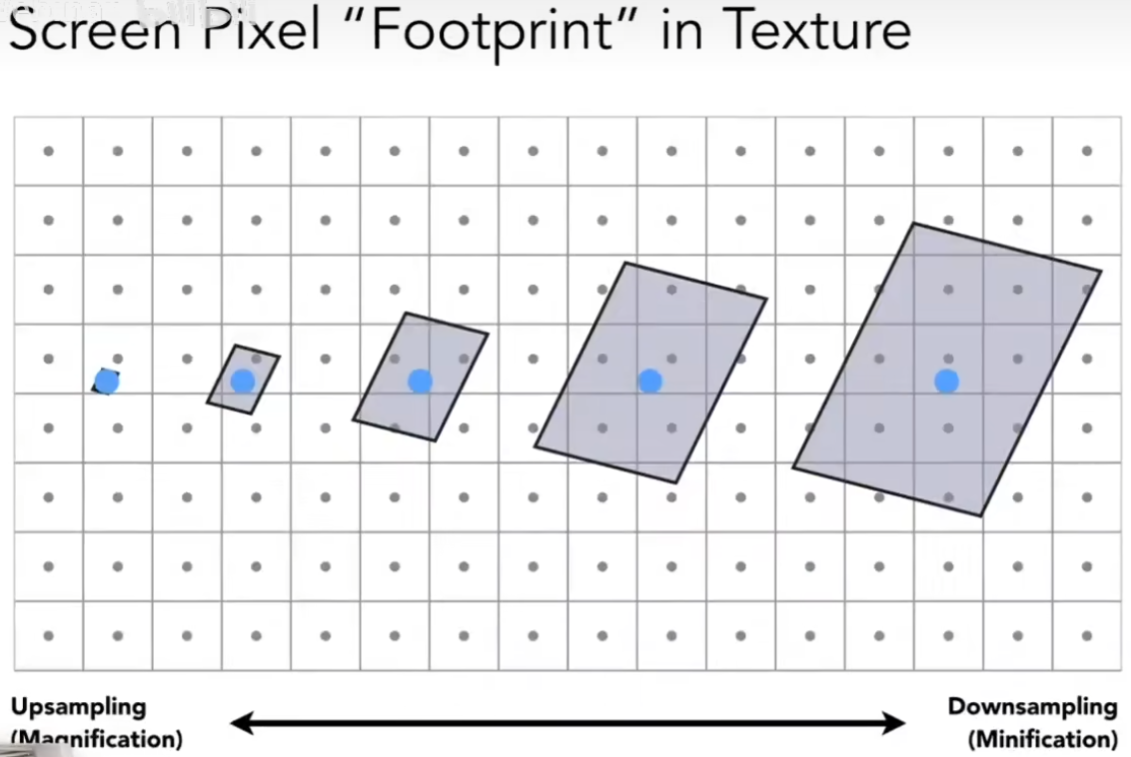 Screen Pixel “Footprint” in Texture
Upsampling
(Magnification)
Downsampling
(Minification)